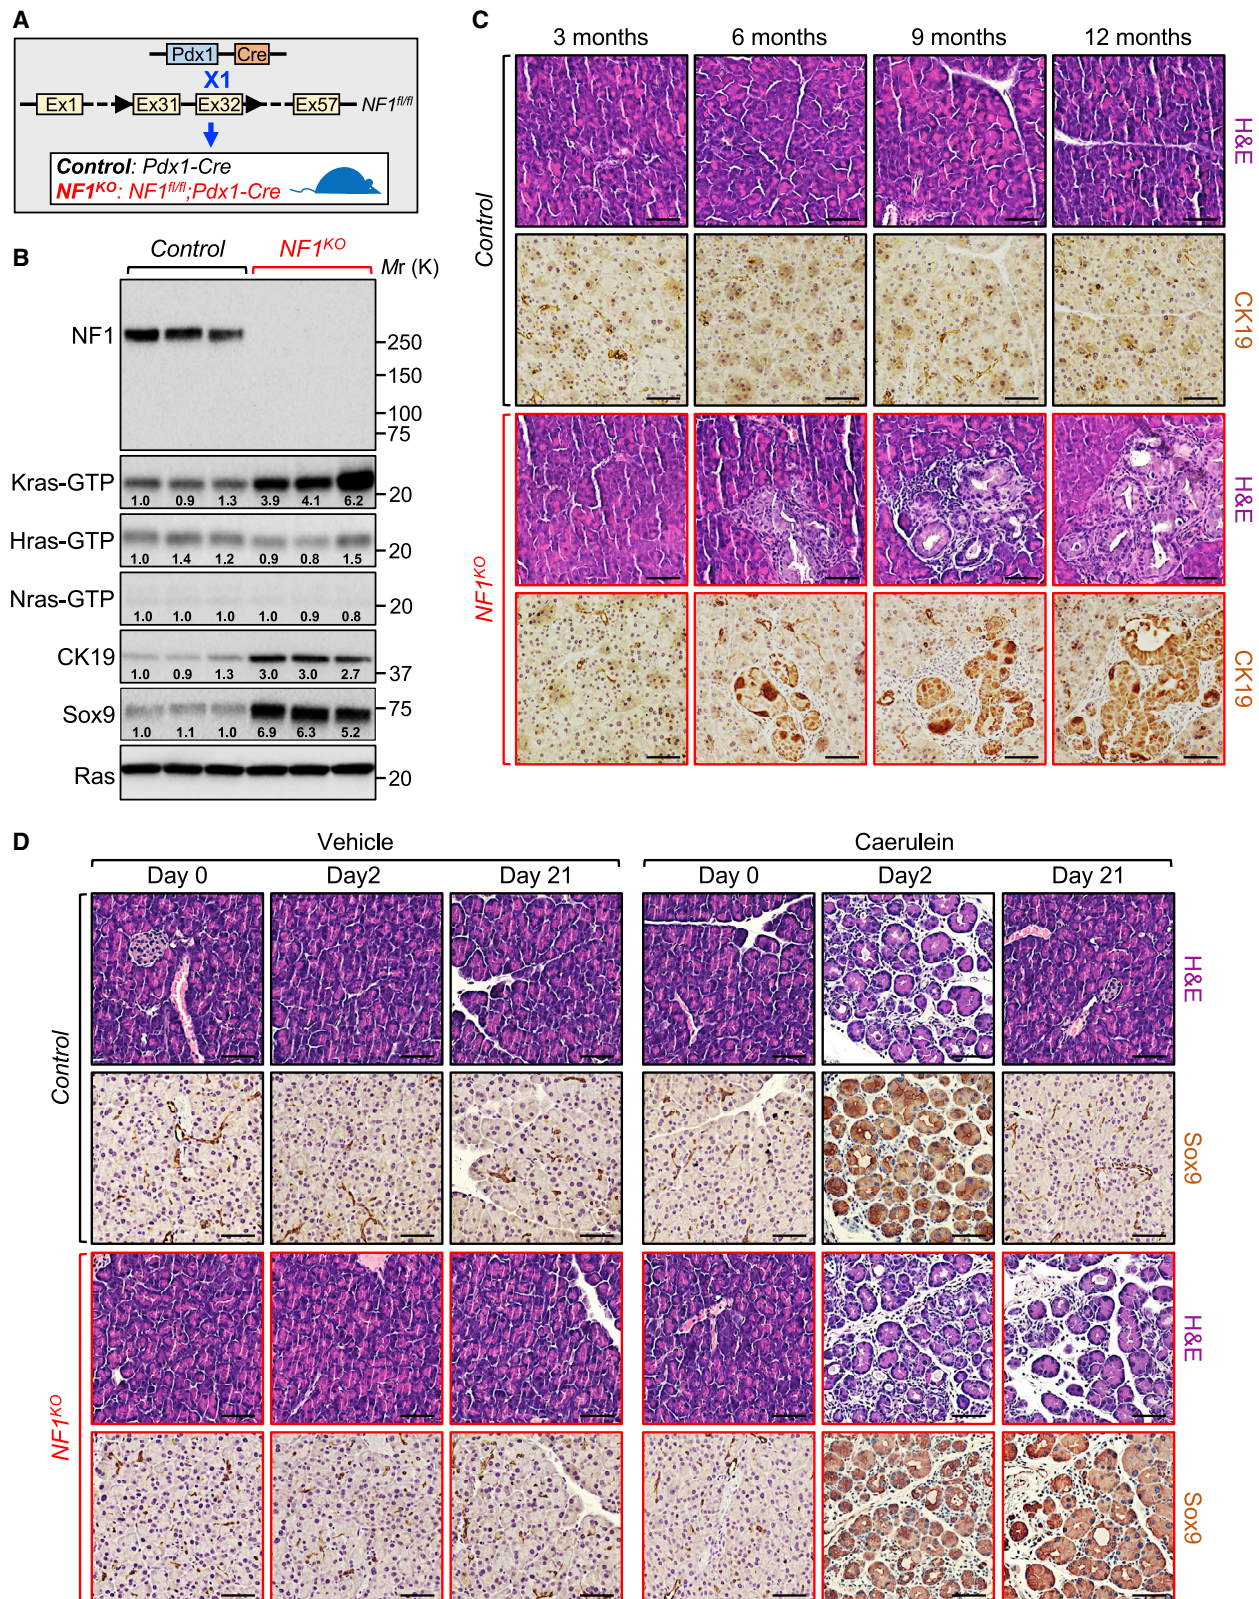 A
Pdx1 Cre
X1
Ex1 Ex31 Ex32 Ex57 NF1fl/fl
Control: Pdx1-Cre
NF1KO: NF1fl/fl;Pdx1-Cre
B
Control NF1KO Mr (K)
NF1
250
150
100
75
Kras-GTP
1.0 0.9 1.3 3.9 4.1 6.2
20
Hras-GTP
1.0 1.4 1.2 0.9 0.8 1.5
20
Nras-GTP
1.0 1.0 1.0 1.0 0.9 0.8
20
CK19
1.0 0.9 1.3 3.0 3.0 2.7
37
Sox9
1.0 1.1 1.0 6.9 6.3 5.2
75
Ras
20
C
3 months 6 months 9 months 12 months
Control
H&E
CK19
NF1KO
H&E
CK19
D
Vehicle Caerulein
Day 0 Day2 Day 21 Day 0 Day2 Day 21
Control
H&E
Sox9
NF1KO
H&E
Sox9